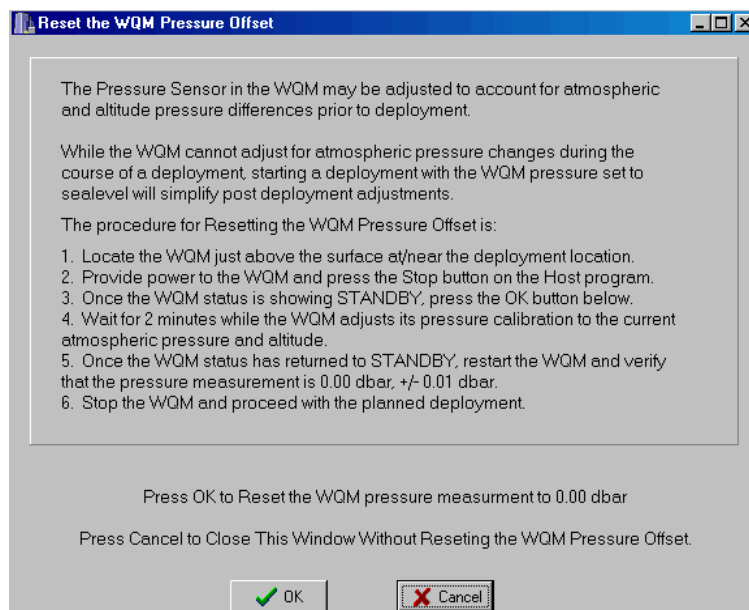 Reset the WQM Pressure Offset
The Pressure Sensor in the WQM may be adjusted to account for atmospheric
and altitude pressure differences prior to deployment.
While the WQM cannot adjust for atmospheric pressure changes during the
course of a deployment, starting a deployment with the WQM pressure set to
sealevel will simplify post deployment adjustments.
The procedure for Resetting the WQM Pressure Offset is:
1. Locate the WQM just above the surface at/near the deployment location.
2. Provide power to the WQM and press the Stop button on the Host program.
3. Once the WQM status is showing STANDBY, press the OK button below.
4. Wait for 2 minutes while the WQM adjusts its pressure calibration to the current
atmospheric pressure and altitude.
5. Once the WQM status has returned to STANDBY, restart the WQM and verify
that the pressure measurement is 0.00 dbar, +/- 0.01 dbar.
6. Stop the WQM and proceed with the planned deployment.
Press OK to Reset the WQM pressure measurment to 0.00 dbar
Press Cancel to Close This Window Without Reseting the WQM Pressure Offset.
OK
Cancel